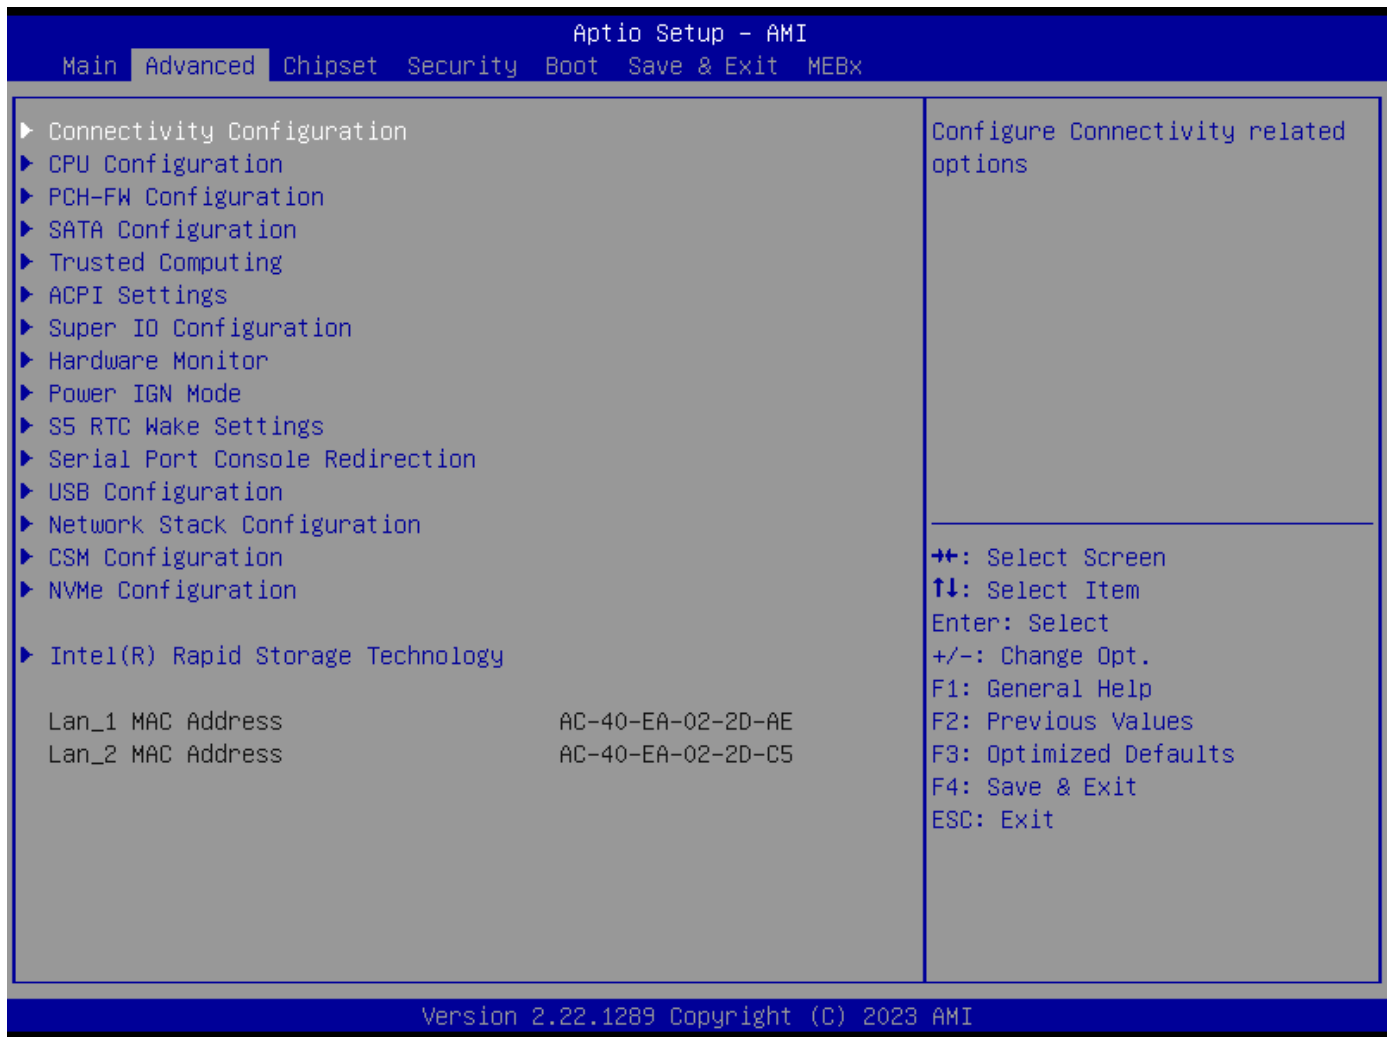 Aptio Setup – AMI
Main Advanced Chipset Security Boot Save & Exit MEBx
Connectivity Configuration
CPU Configuration
PCH–FW Configuration
SATA Configuration
Trusted Computing
ACPI Settings
Super IO Configuration
Hardware Monitor
Power IGN Mode
S5 RTC Wake Settings
Serial Port Console Redirection
USB Configuration
Network Stack Configuration
CSM Configuration
NVMe Configuration
Intel(R) Rapid Storage Technology
Lan_1 MAC Address AC–40–EA–02–2D–AE
Lan_2 MAC Address AC–40–EA–02–2D–C5
Configure Connectivity related
options
→←: Select Screen
↑↓: Select Item
Enter: Select
+/–: Change Opt.
F1: General Help
F2: Previous Values
F3: Optimized Defaults
F4: Save & Exit
ESC: Exit
Version 2.22.1289 Copyright (C) 2023 AMI